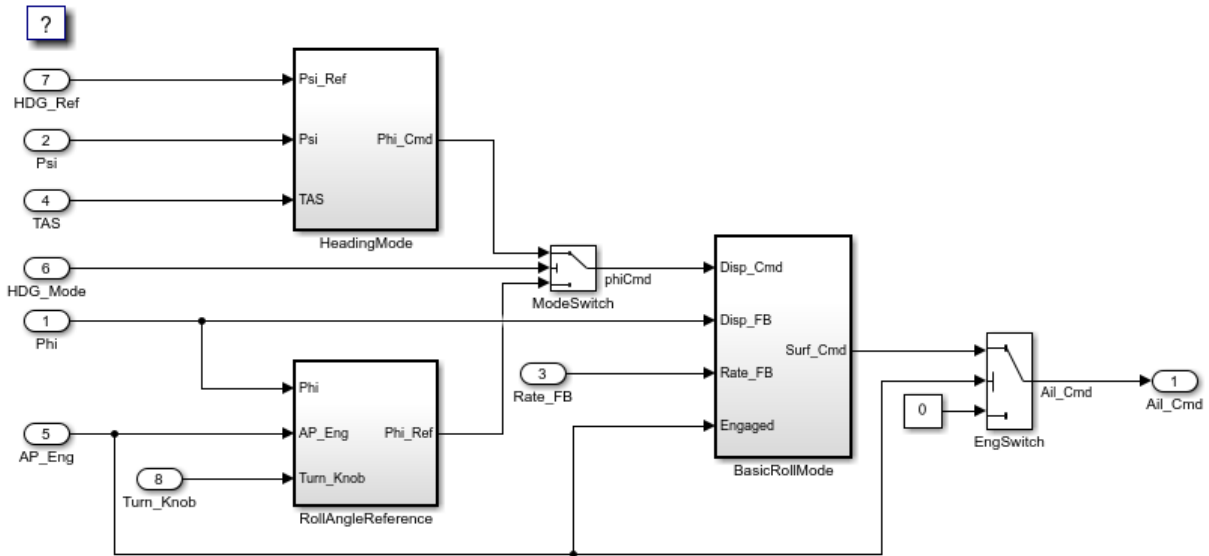 ?
7
HDG_Ref
Psi_Ref
2
Psi
Psi
Phi_Cmd
4
TAS
TAS
HeadingMode
6
HDG_Mode
phiCmd
ModeSwitch
Disp_Cmd
1
Phi
Disp_FB
Surf_Cmd
3
Rate_FB
Rate_FB
Engaged
BasicRollMode
Phi
5
AP_Eng
AP_Eng
Phi_Ref
8
Turn_Knob
Turn_Knob
RollAngleReference
0
EngSwitch
Ail_Cmd
1
Ail_Cmd